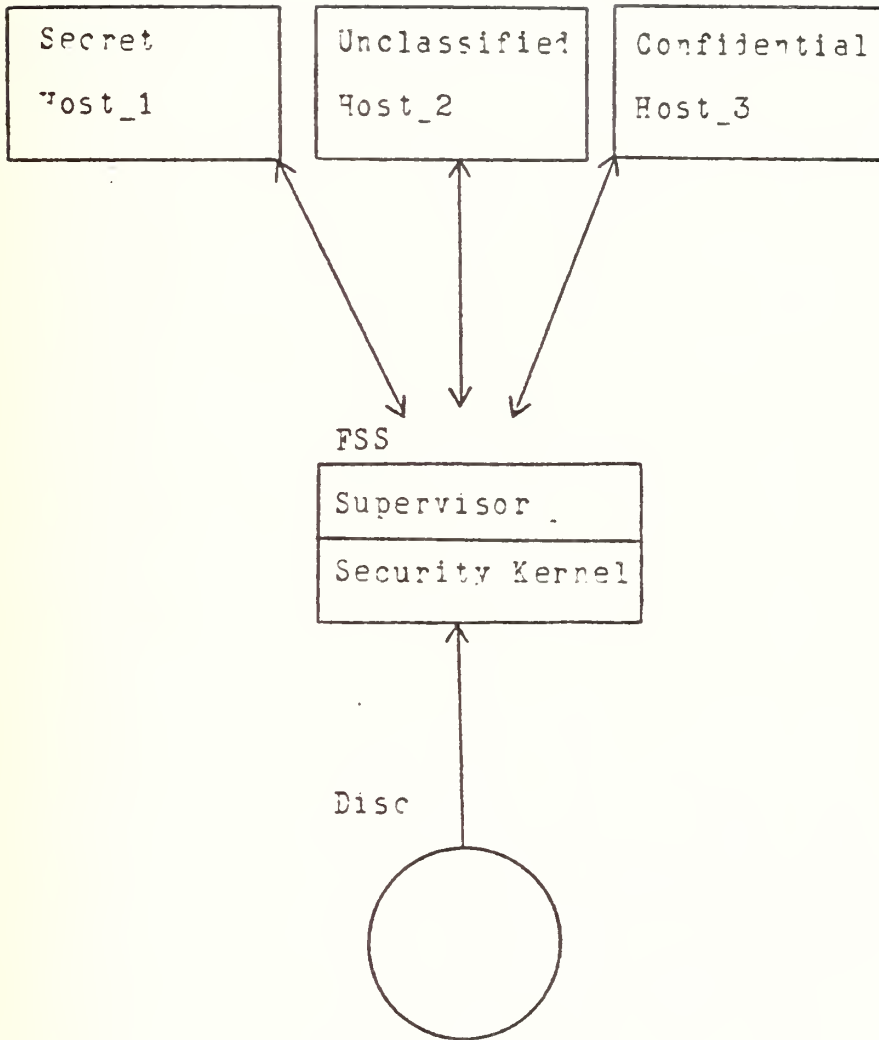 Secret
Host_1
Unclassified
Host_2
Confidential
Host_3
FSS
Supervisor
Security Kernel
Disc